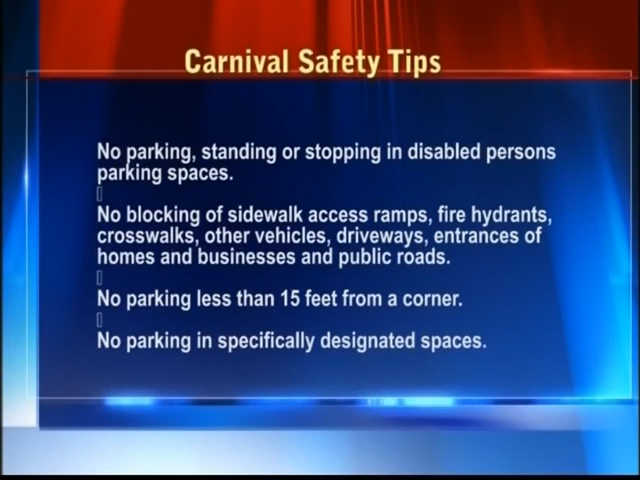 Carnival Safety Tips
No parking, standing or stopping in disabled persons
parking spaces.
No blocking of sidewalk access ramps, fire hydrants,
crosswalks, other vehicles, driveways, entrances of
homes and businesses and public roads.
No parking less than 15 feet from a corner.
No parking in specifically designated spaces.